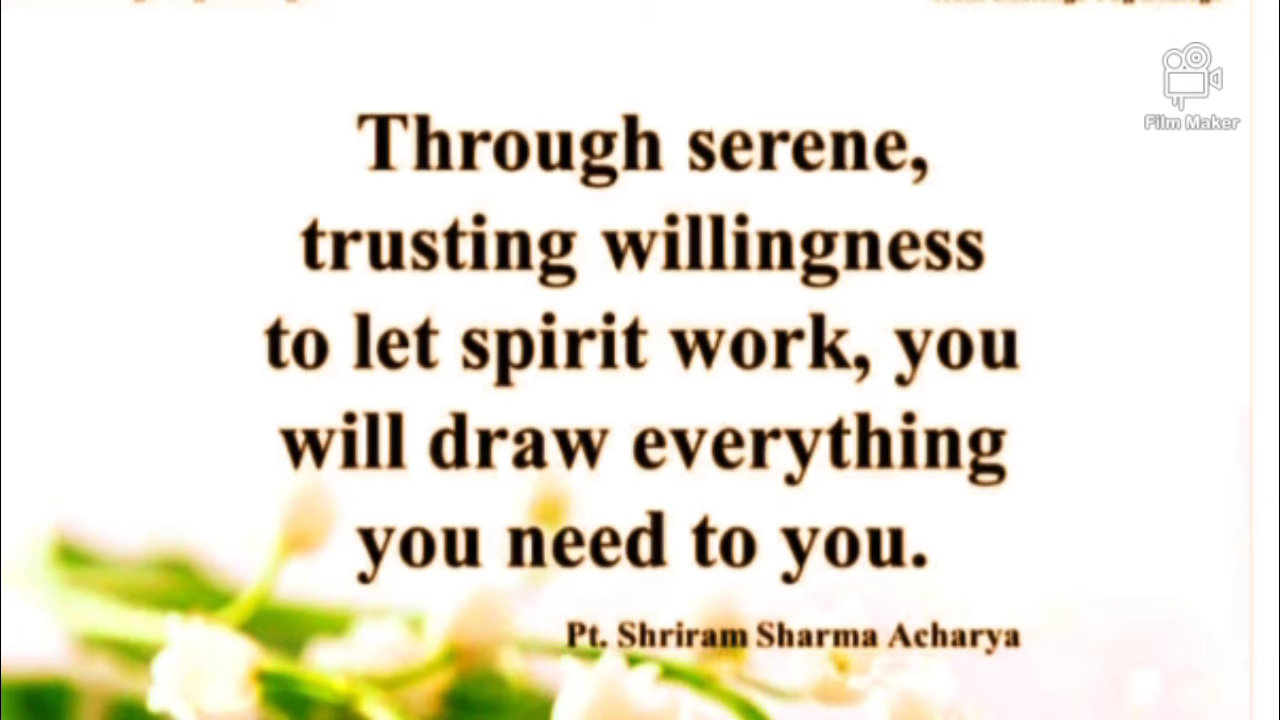 Film Maker
Through serene,
trusting willingness
to let spirit work, you
will draw everything
you need to you.
Pt. Shriram Sharma Acharya